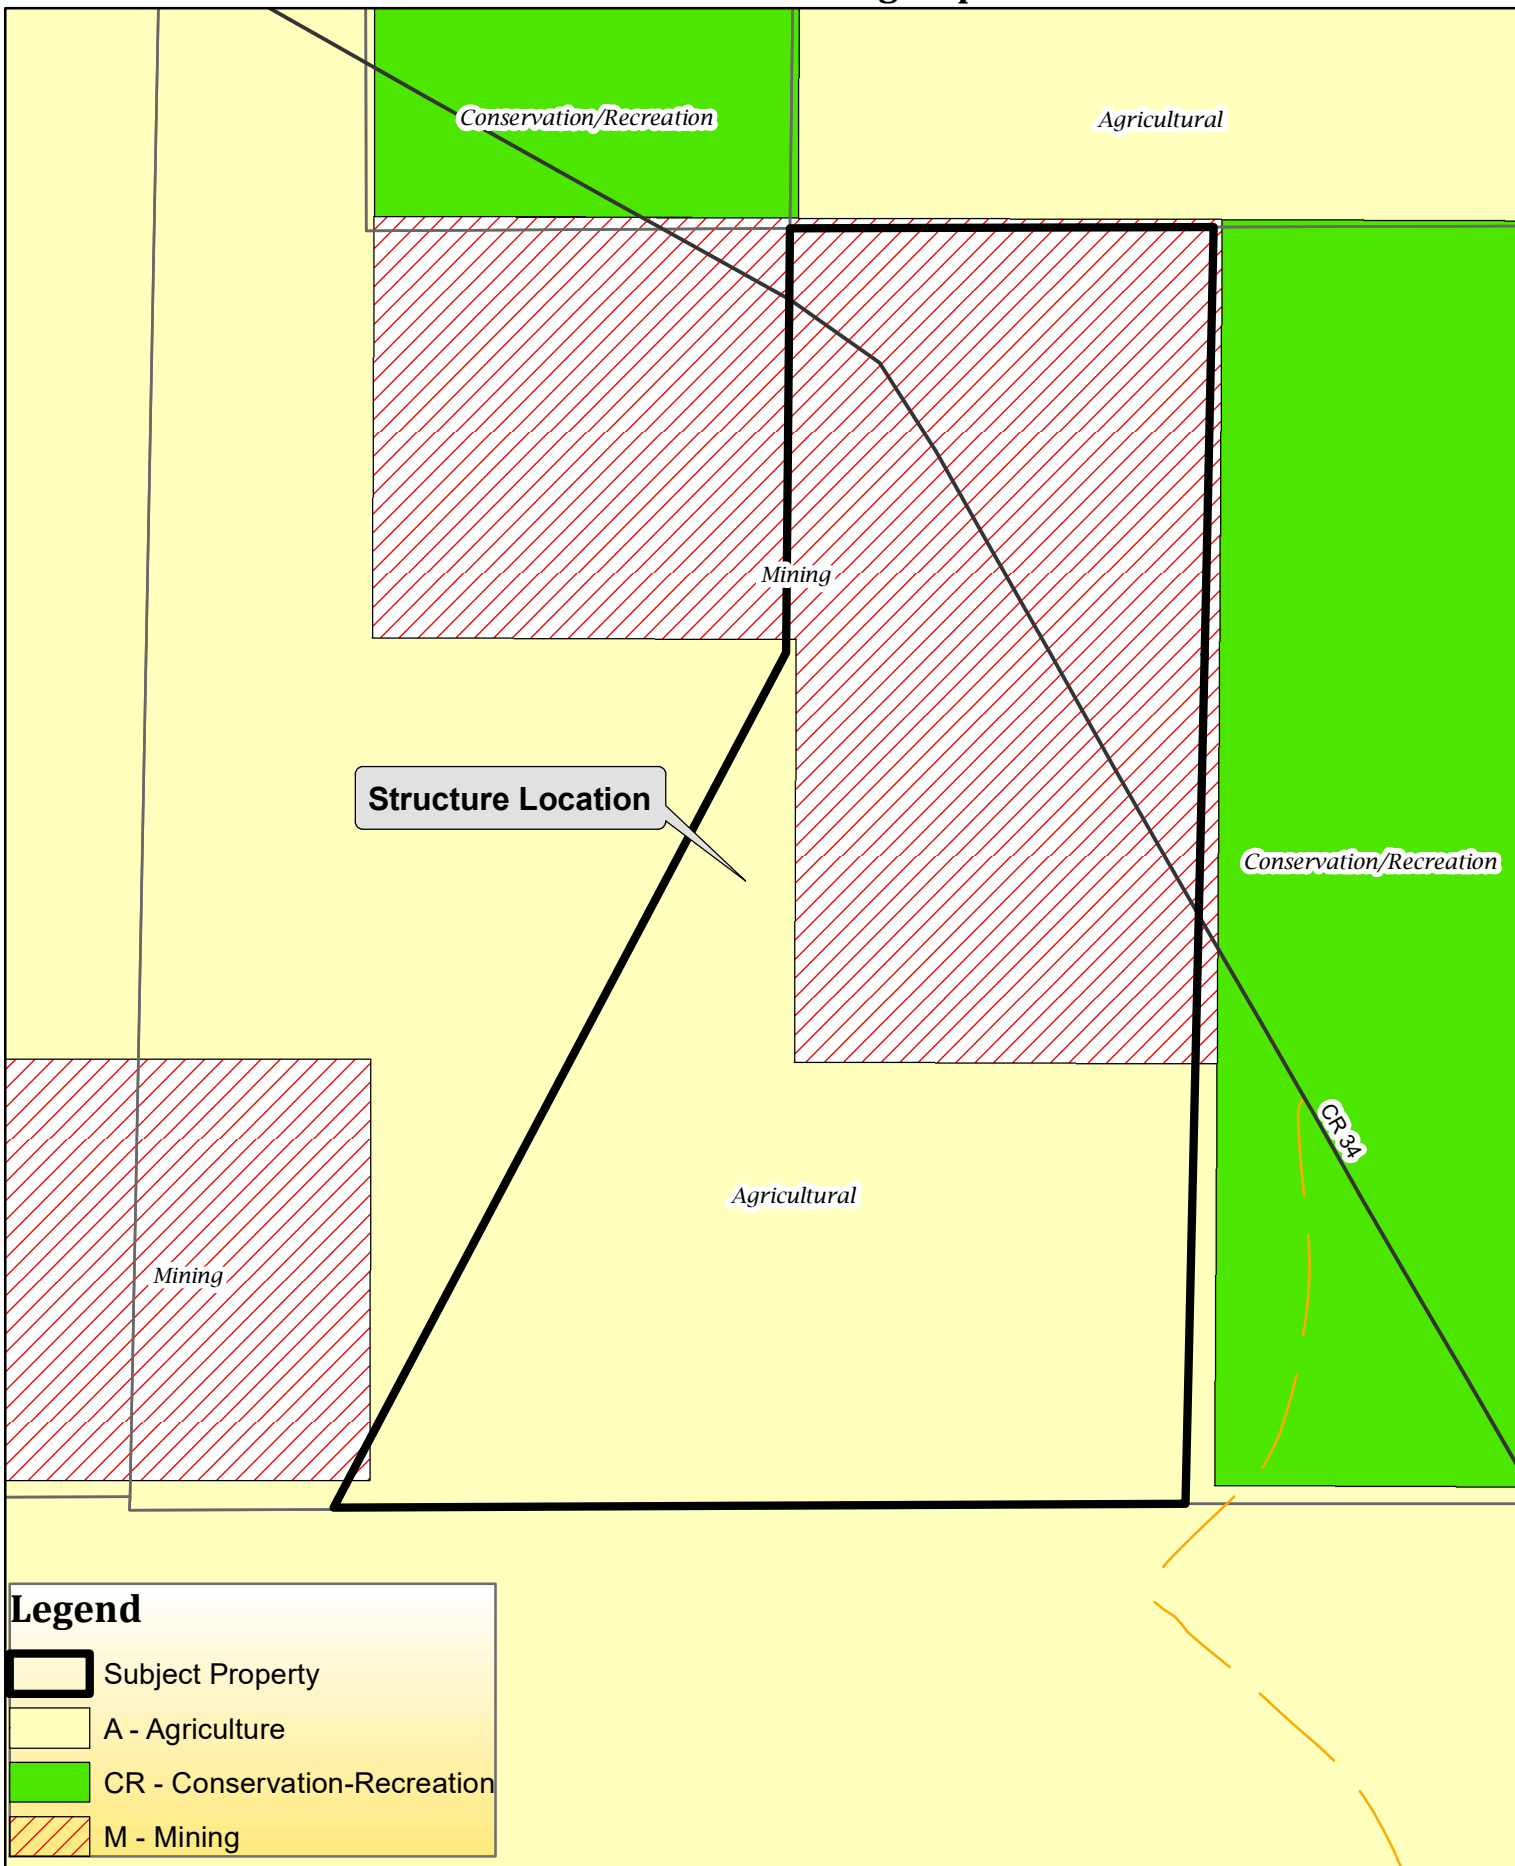 Conservation/Recreation
Agricultural
Mining
Structure Location
Conservation/Recreation
CR 34
Agricultural
Mining
Legend
Subject Property
A - Agriculture
CR - Conservation-Recreation
M - Mining